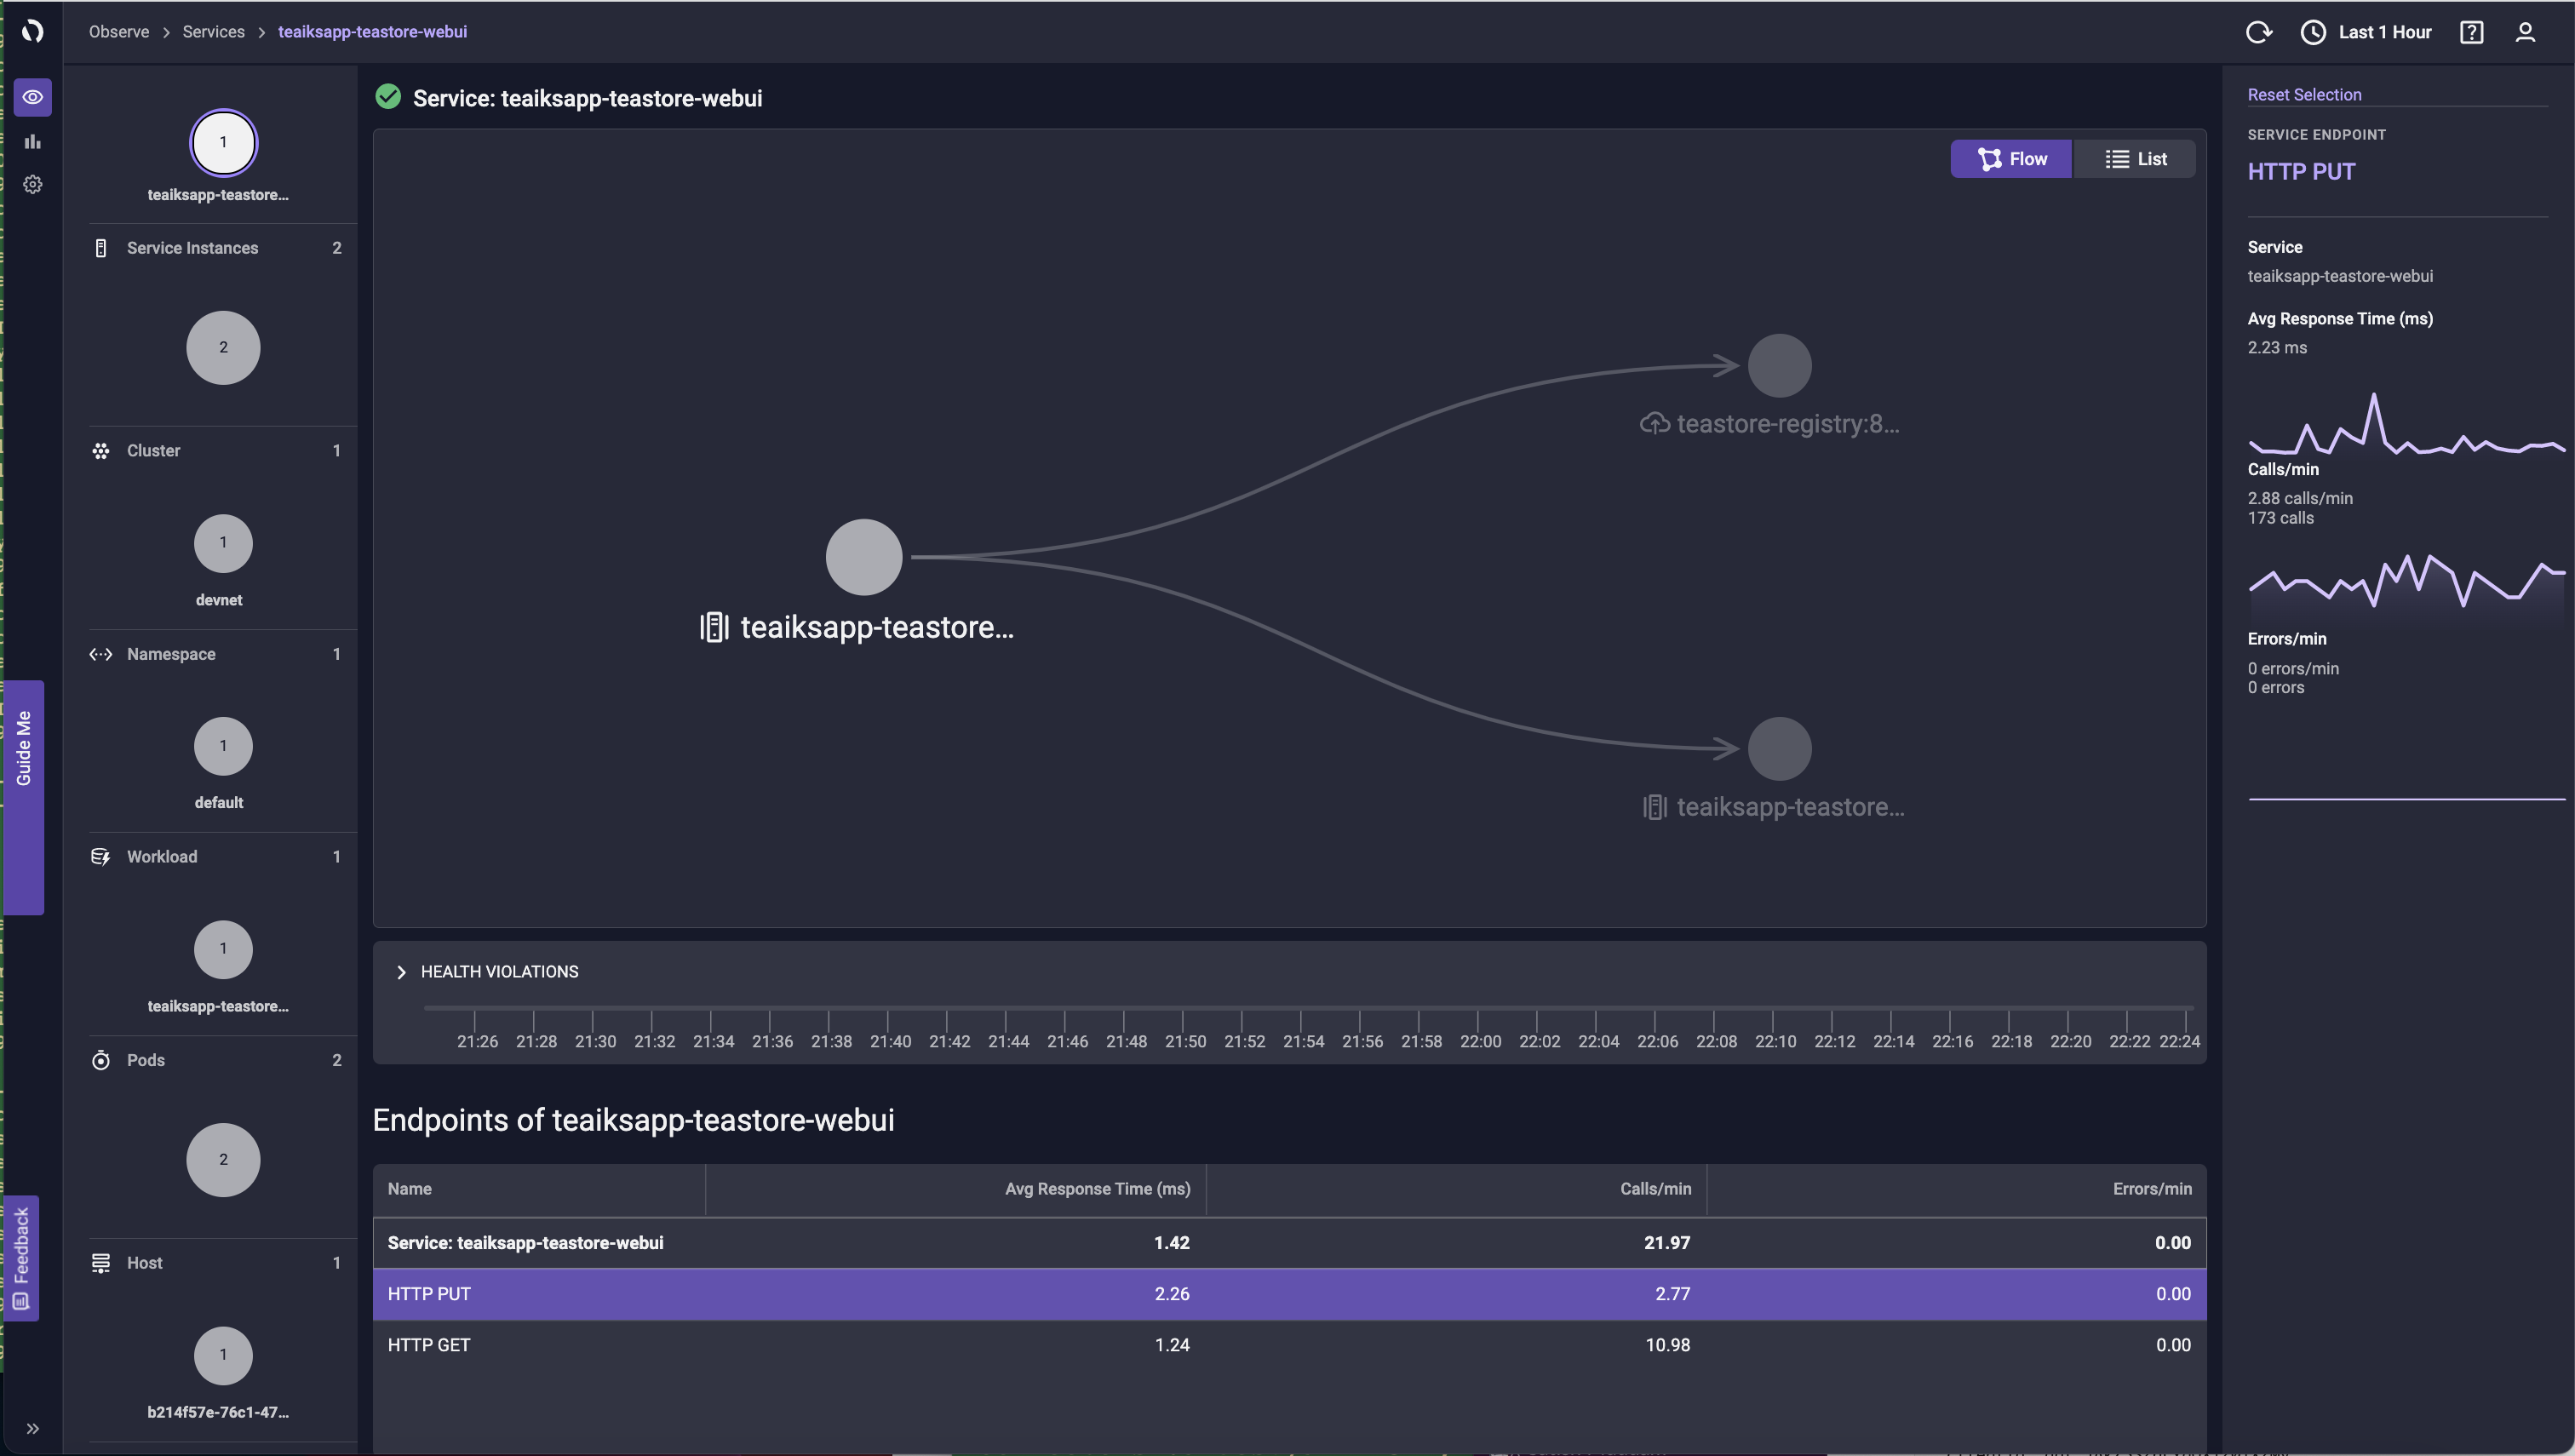 Observe > Services > teaiksapp-teastore-webui
Last 1 Hour
1
teaiksapp-teastore...
Service Instances 2
2
Cluster 1
1
devnet
Namespace 1
1
default
Workload 1
1
teaiksapp-teastore...
Pods 2
2
Host 1
1
b214f57e-76c1-47...
Guide Me
Feedback
Service: teaiksapp-teastore-webui
Flow
List
teastore-registry:8...
teaiksapp-teastore...
teaiksapp-teastore...
HEALTH VIOLATIONS
21:26 21:28 21:30 21:32 21:34 21:36 21:38 21:40 21:42 21:44 21:46 21:48 21:50 21:52 21:54 21:56 21:58 22:00 22:02 22:04 22:06 22:08 22:10 22:12 22:14 22:16 22:18 22:20 22:22 22:24
Endpoints of teaiksapp-teastore-webui
Name Avg Response Time (ms) Calls/min Errors/min
Service: teaiksapp-teastore-webui 1.42 21.97 0.00
HTTP PUT 2.26 2.77 0.00
HTTP GET 1.24 10.98 0.00
Reset Selection
SERVICE ENDPOINT
HTTP PUT
Service
teaiksapp-teastore-webui
Avg Response Time (ms)
2.23 ms
Calls/min
2.88 calls/min
173 calls
Errors/min
0 errors/min
0 errors